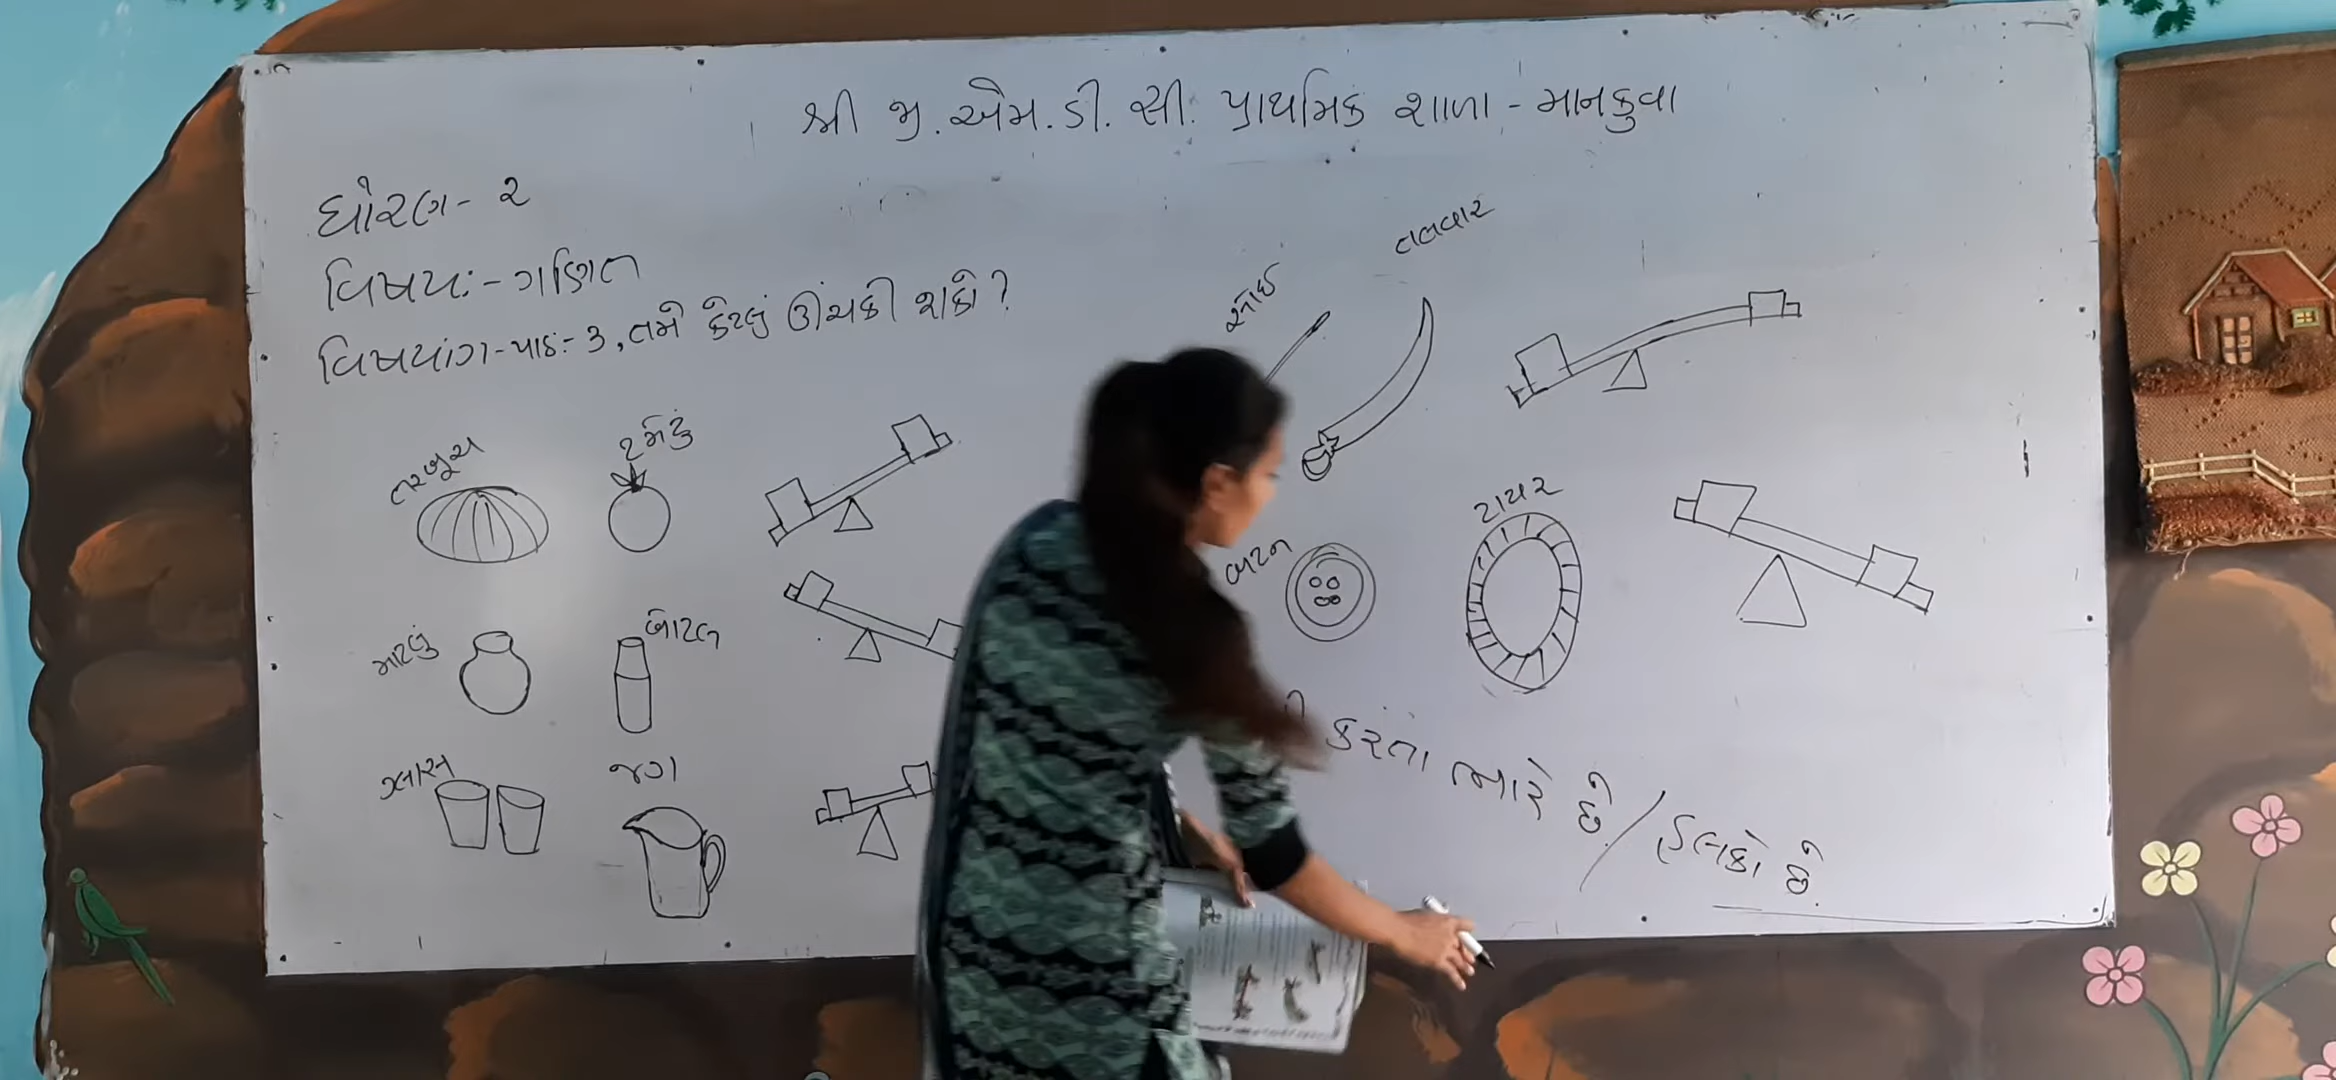 શ્રી જી.એમ.ડી.સી. પ્રાથમિક શાળા - માનકુવા
ધોરણ - ૨
વિષય:- ગણિત
વિષયાંગ - પાઠ:- ૩, તમે કેટલું ઊંચકી શકો?
તરબૂચ ટમેટું
માટલું બોટલ
ગ્લાસ જગ
સોઈ તલવાર
બટન ટાયર
કરતા ભારે છે / હલકો છે.